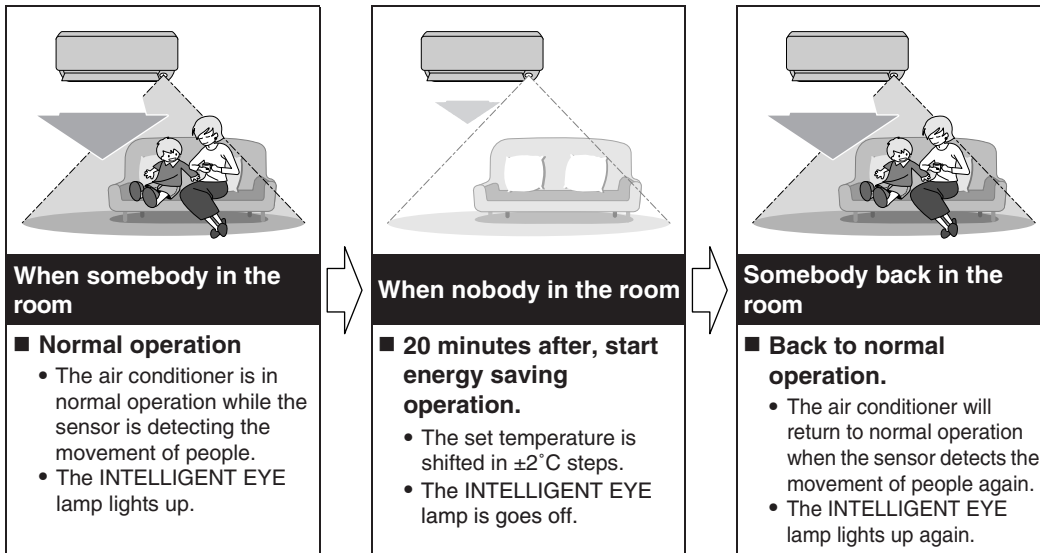 When somebody in the
room
■ Normal operation
• The air conditioner is in
normal operation while the
sensor is detecting the
movement of people.
• The INTELLIGENT EYE
lamp lights up.
When nobody in the room
■ 20 minutes after, start
energy saving
operation.
• The set temperature is
shifted in ±2˚C steps.
• The INTELLIGENT EYE
lamp is goes off.
Somebody back in the
room
■ Back to normal
operation.
• The air conditioner will
return to normal operation
when the sensor detects the
movement of people again.
• The INTELLIGENT EYE
lamp lights up again.